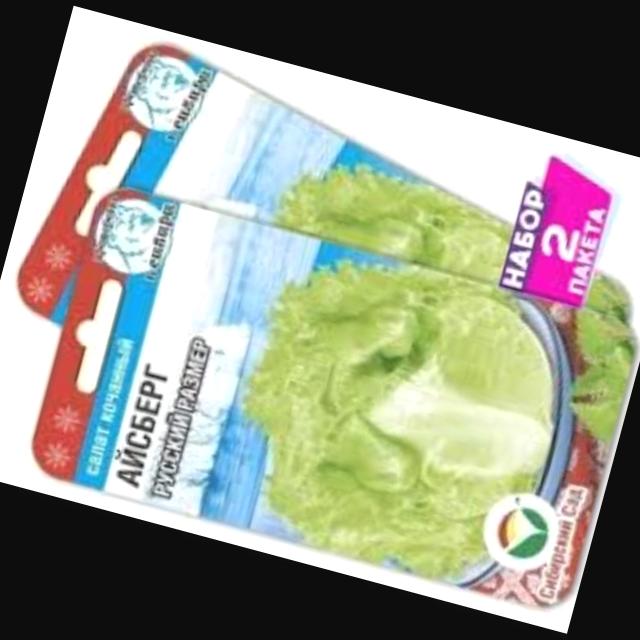 НАБОР
2
ПАКЕТА
САЛАТ КОЧАННЫЙ
АЙСБЕРГ
РУССКИЙ РАЗМЕР
Сибирский Сад